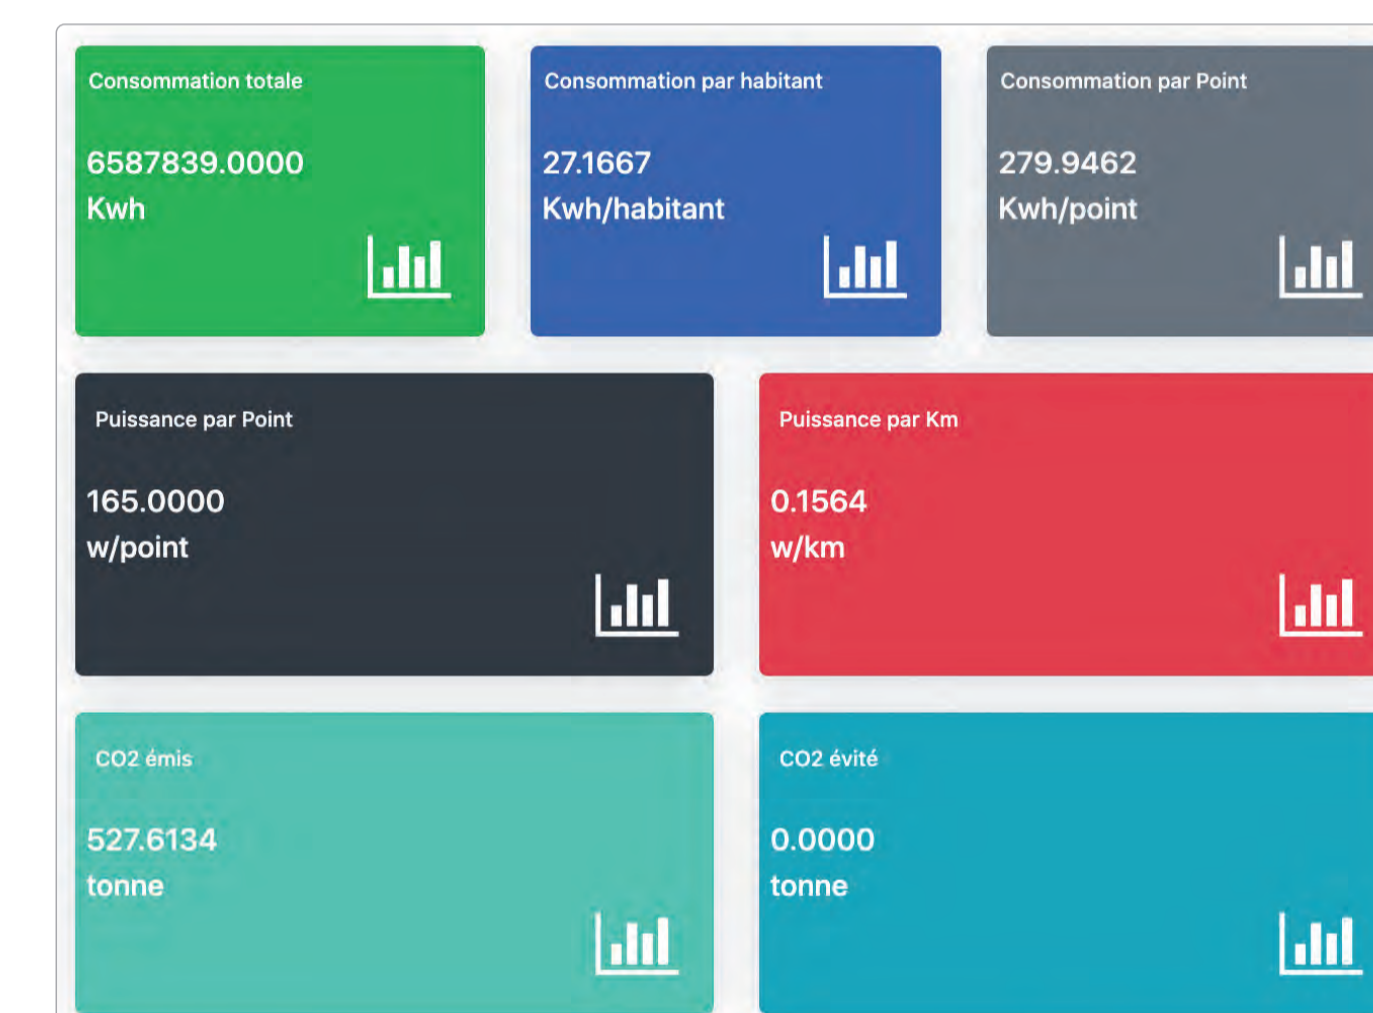 Consommation totale
6587839.0000
Kwh
Consommation par habitant
27.1667
Kwh/habitant
Consommation par Point
279.9462
Kwh/point
Puissance par Point
165.0000
w/point
Puissance par Km
0.1564
w/km
CO2 émis
527.6134
tonne
CO2 évité
0.0000
tonne